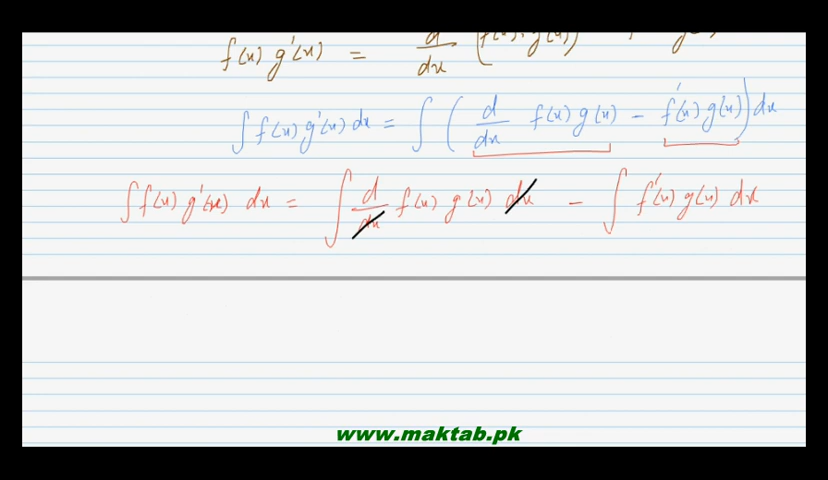 f(x) g'(x) = d/dx (f(x). g(x))
∫ f(x) g'(x) dx = ∫ ( d/dx f(x) g(x) − f'(x) g(x) ) dx
∫ f(x) g'(x) dx = ∫ d/dx f(x) g(x) dx − ∫ f'(x) g(x) dx
www.maktab.pk